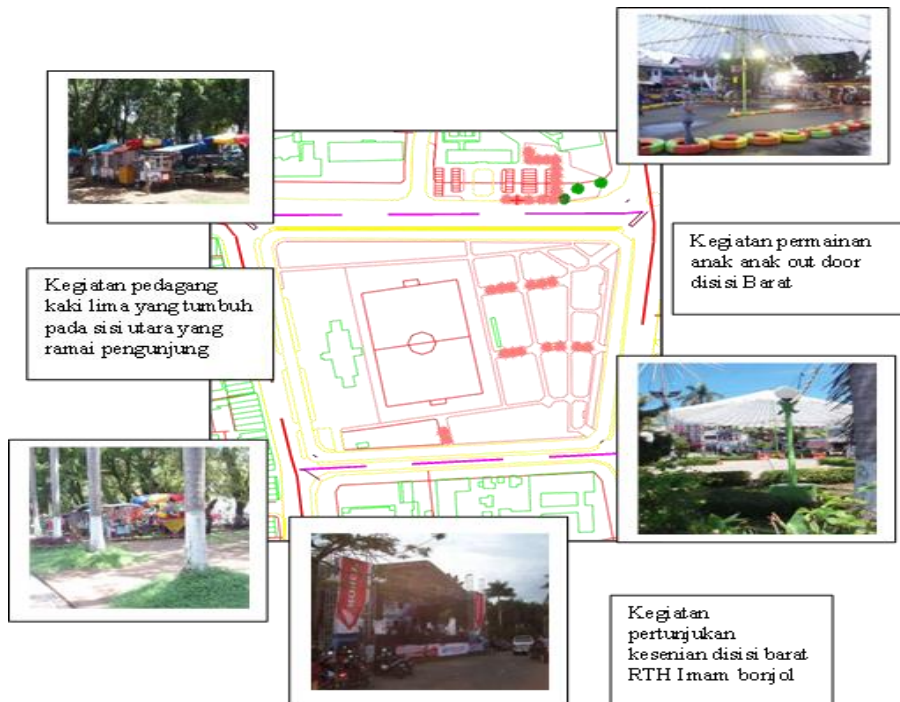 Kegiatan permainan
anak anak out door
disisi Barat
Kegiatan pedagang
kaki lima yang tumbuh
pada sisi utara yang
ramai pengunjung
Kegiatan
pertunjukan
kesenian disisi barat
RTH Imam bonjol